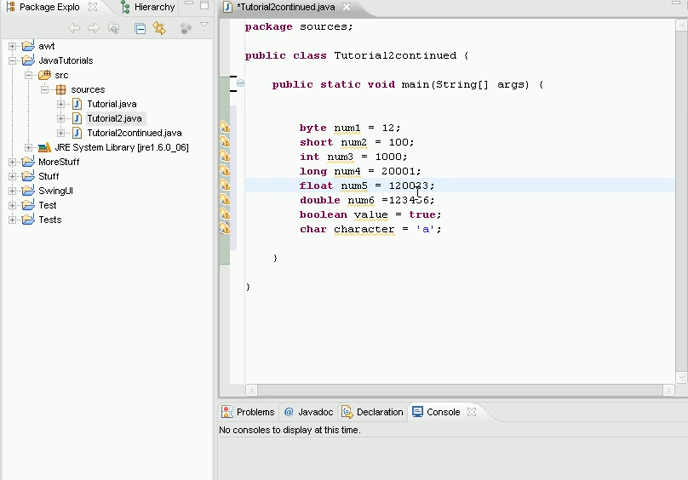 Package Explo
Hierarchy
awt
JavaTutorials
src
sources
Tutorial.java
Tutorial2.java
Tutorial2continued.java
JRE System Library [jre1.6.0_06]
MoreStuff
Stuff
SwingUI
Test
Tests
*Tutorial2continued.java
package sources;
public class Tutorial2continued {
public static void main(String[] args) {
byte num1 = 12;
short num2 = 100;
int num3 = 1000;
long num4 = 20001;
float num5 = 120023;
double num6 =123456;
boolean value = true;
char character = 'a';
}
}
Problems
@ Javadoc
Declaration
Console
No consoles to display at this time.